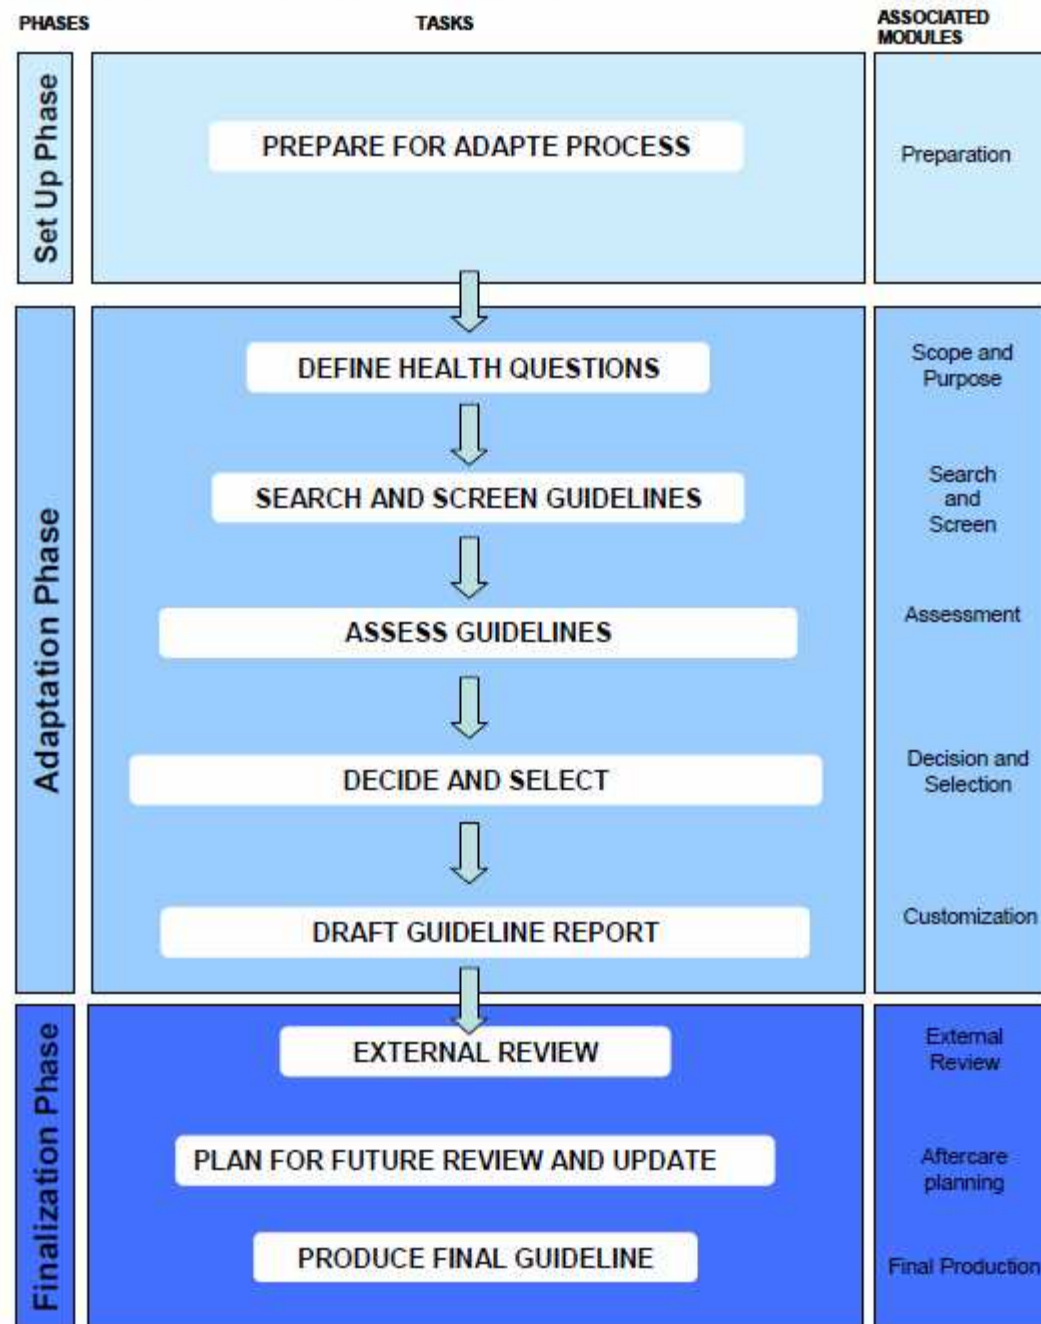 PHASES
TASKS
ASSOCIATED
MODULES
Set Up Phase
PREPARE FOR ADAPTE PROCESS
Preparation
Adaptation Phase
DEFINE HEALTH QUESTIONS
Scope and
Purpose
SEARCH AND SCREEN GUIDELINES
Search
and
Screen
ASSESS GUIDELINES
Assessment
DECIDE AND SELECT
Decision and
Selection
DRAFT GUIDELINE REPORT
Customization
Finalization Phase
EXTERNAL REVIEW
External
Review
PLAN FOR FUTURE REVIEW AND UPDATE
Aftercare
planning
PRODUCE FINAL GUIDELINE
Final Production